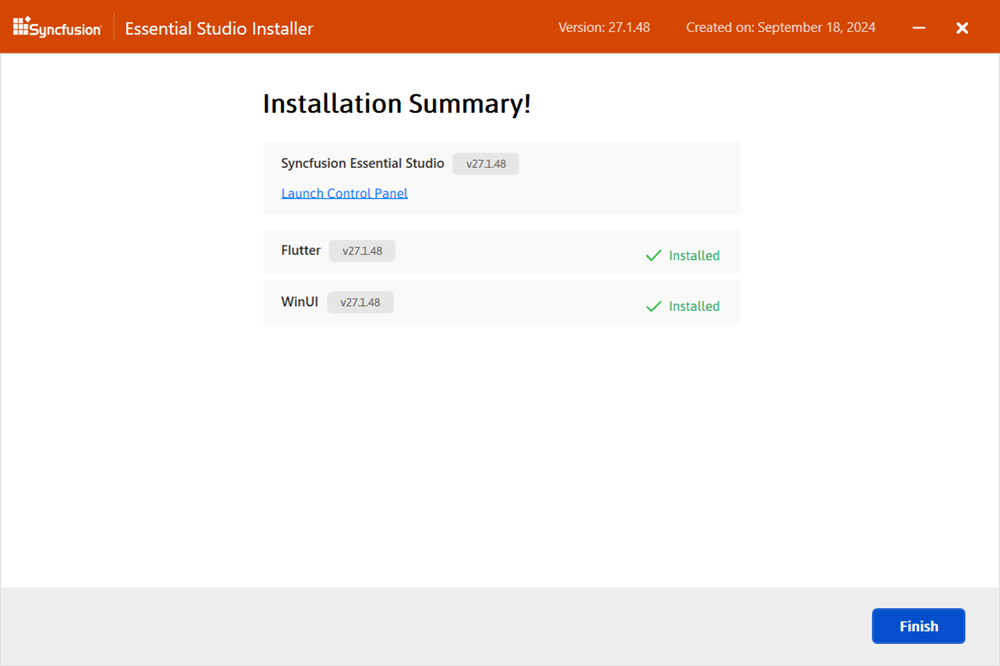 Syncfusion Essential Studio Installer Version: 27.1.48 Created on: September 18, 2024
Installation Summary!
Syncfusion Essential Studio v27.1.48
Launch Control Panel
Flutter v27.1.48 Installed
WinUI v27.1.48 Installed
Finish